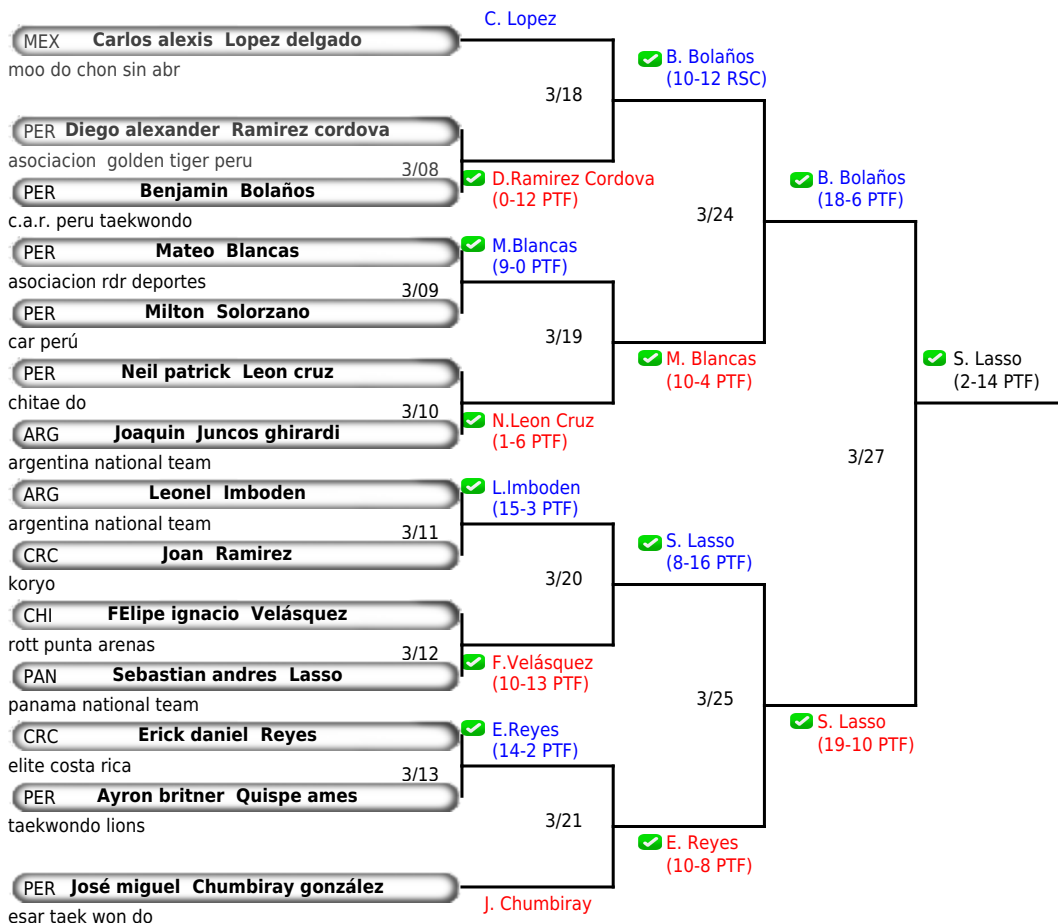 C. Lopez
MEX Carlos alexis Lopez delgado
moo do chon sin abr
B. Bolaños
(10-12 RSC)
3/18
PER Diego alexander Ramirez cordova
asociacion golden tiger peru
3/08
PER Benjamin Bolaños
D.Ramirez Cordova
(0-12 PTF)
B. Bolaños
(18-6 PTF)
c.a.r. peru taekwondo
3/24
PER Mateo Blancas
M.Blancas
(9-0 PTF)
asociacion rdr deportes
3/09
PER Milton Solorzano
car perú
3/19
PER Neil patrick Leon cruz
M. Blancas
(10-4 PTF)
S. Lasso
(2-14 PTF)
chitae do
3/10
ARG Joaquin Juncos ghirardi
N.Leon Cruz
(1-6 PTF)
argentina national team
3/27
ARG Leonel Imboden
L.Imboden
(15-3 PTF)
argentina national team
3/11
CRC Joan Ramirez
S. Lasso
(8-16 PTF)
koryo
3/20
CHI FElipe ignacio Velásquez
rott punta arenas
3/12
PAN Sebastian andres Lasso
F.Velásquez
(10-13 PTF)
panama national team
3/25
CRC Erick daniel Reyes
E.Reyes
(14-2 PTF)
S. Lasso
(19-10 PTF)
elite costa rica
3/13
PER Ayron britner Quispe ames
taekwondo lions
3/21
E. Reyes
(10-8 PTF)
PER José miguel Chumbiray gonzález
J. Chumbiray
esar taek won do